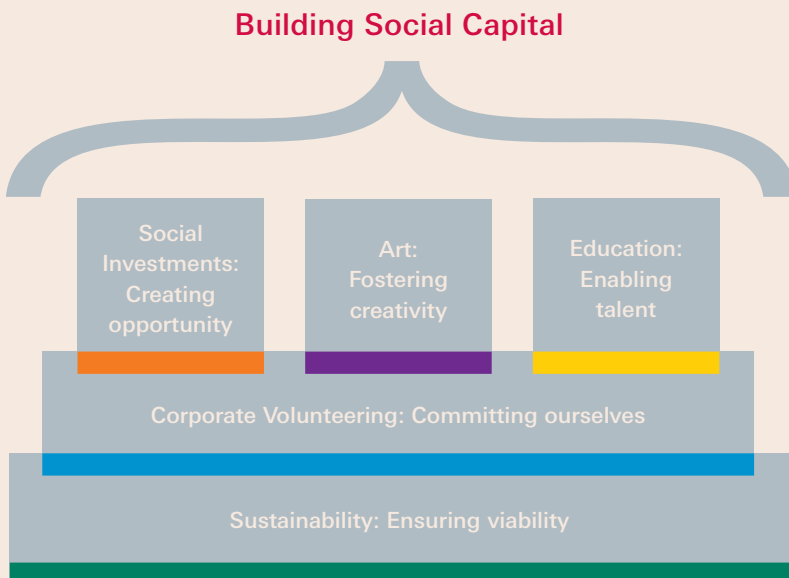 Building Social Capital
Social
Investments:
Creating
opportunity
Art:
Fostering
creativity
Education:
Enabling
talent
Corporate Volunteering: Committing ourselves
Sustainability: Ensuring viability